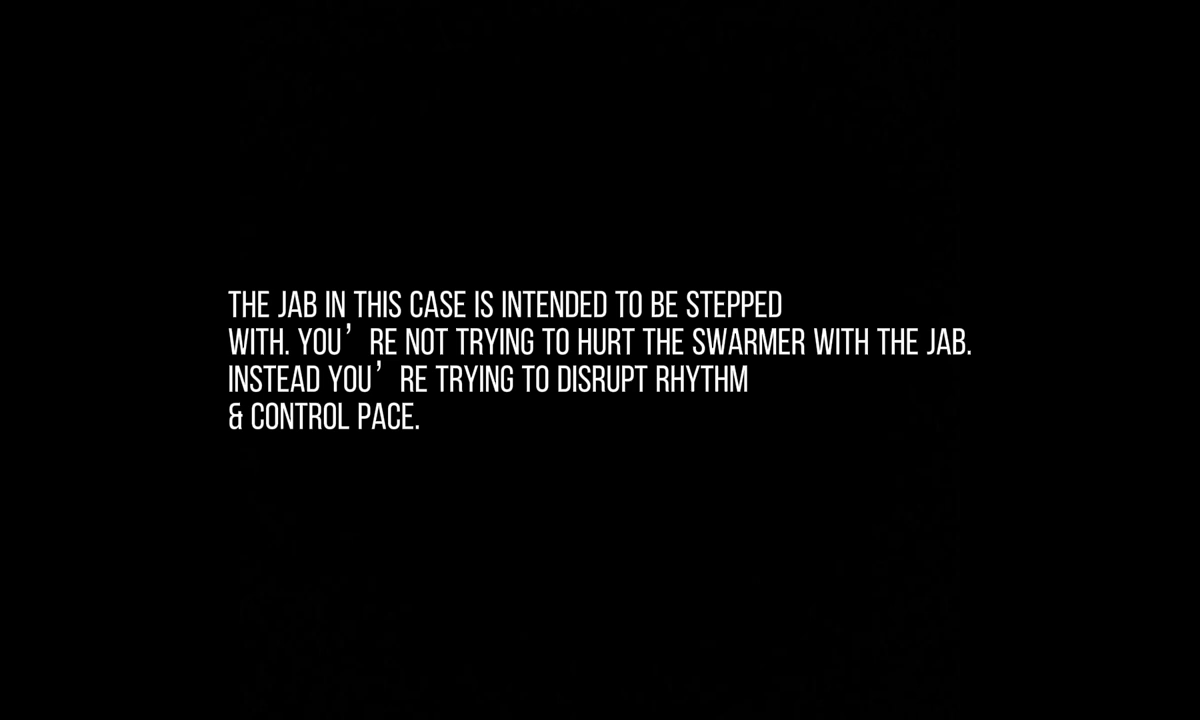 THE JAB IN THIS CASE IS INTENDED TO BE STEPPED
WITH. YOU’RE NOT TRYING TO HURT THE SWARMER WITH THE JAB.
INSTEAD YOU’RE TRYING TO DISRUPT RHYTHM
& CONTROL PACE.